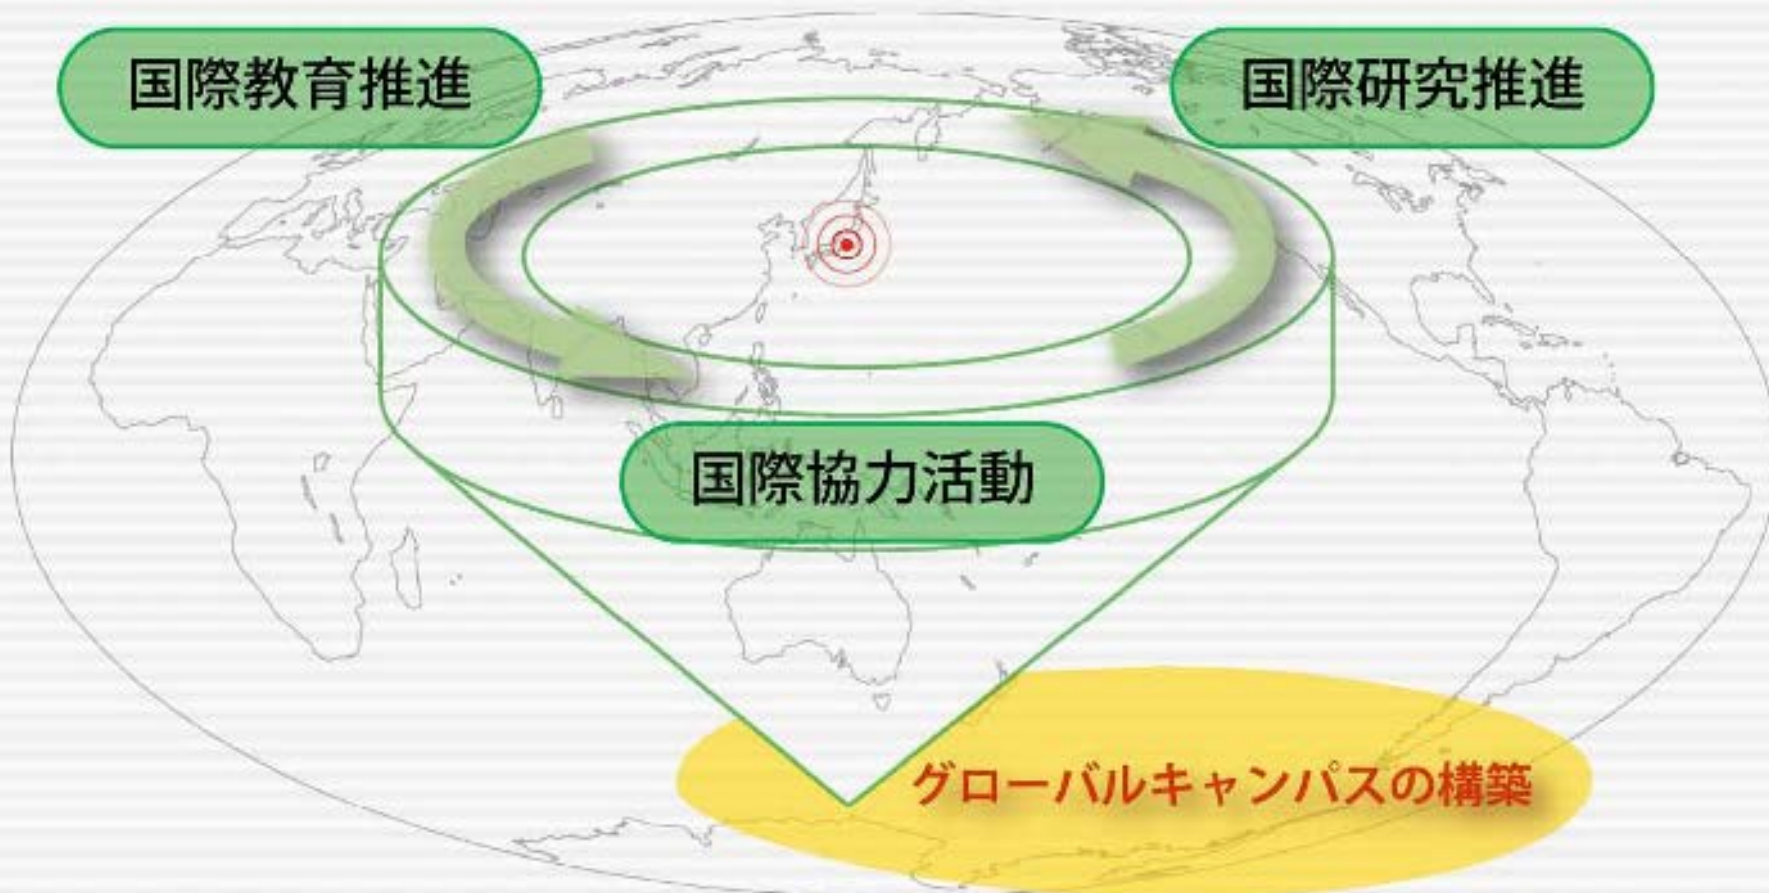 国際教育推進
国際研究推進
国際協力活動
グローバルキャンパスの構築